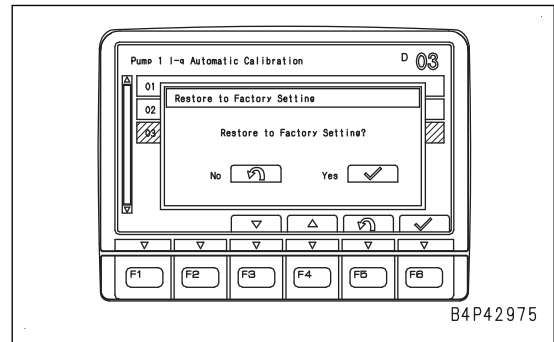 Pump 1 I-q Automatic Calibration D 03
01
Restore to Factory Setting
02
03
Restore to Factory Setting?
No Yes
F1 F2 F3 F4 F5 F6
B4P42975